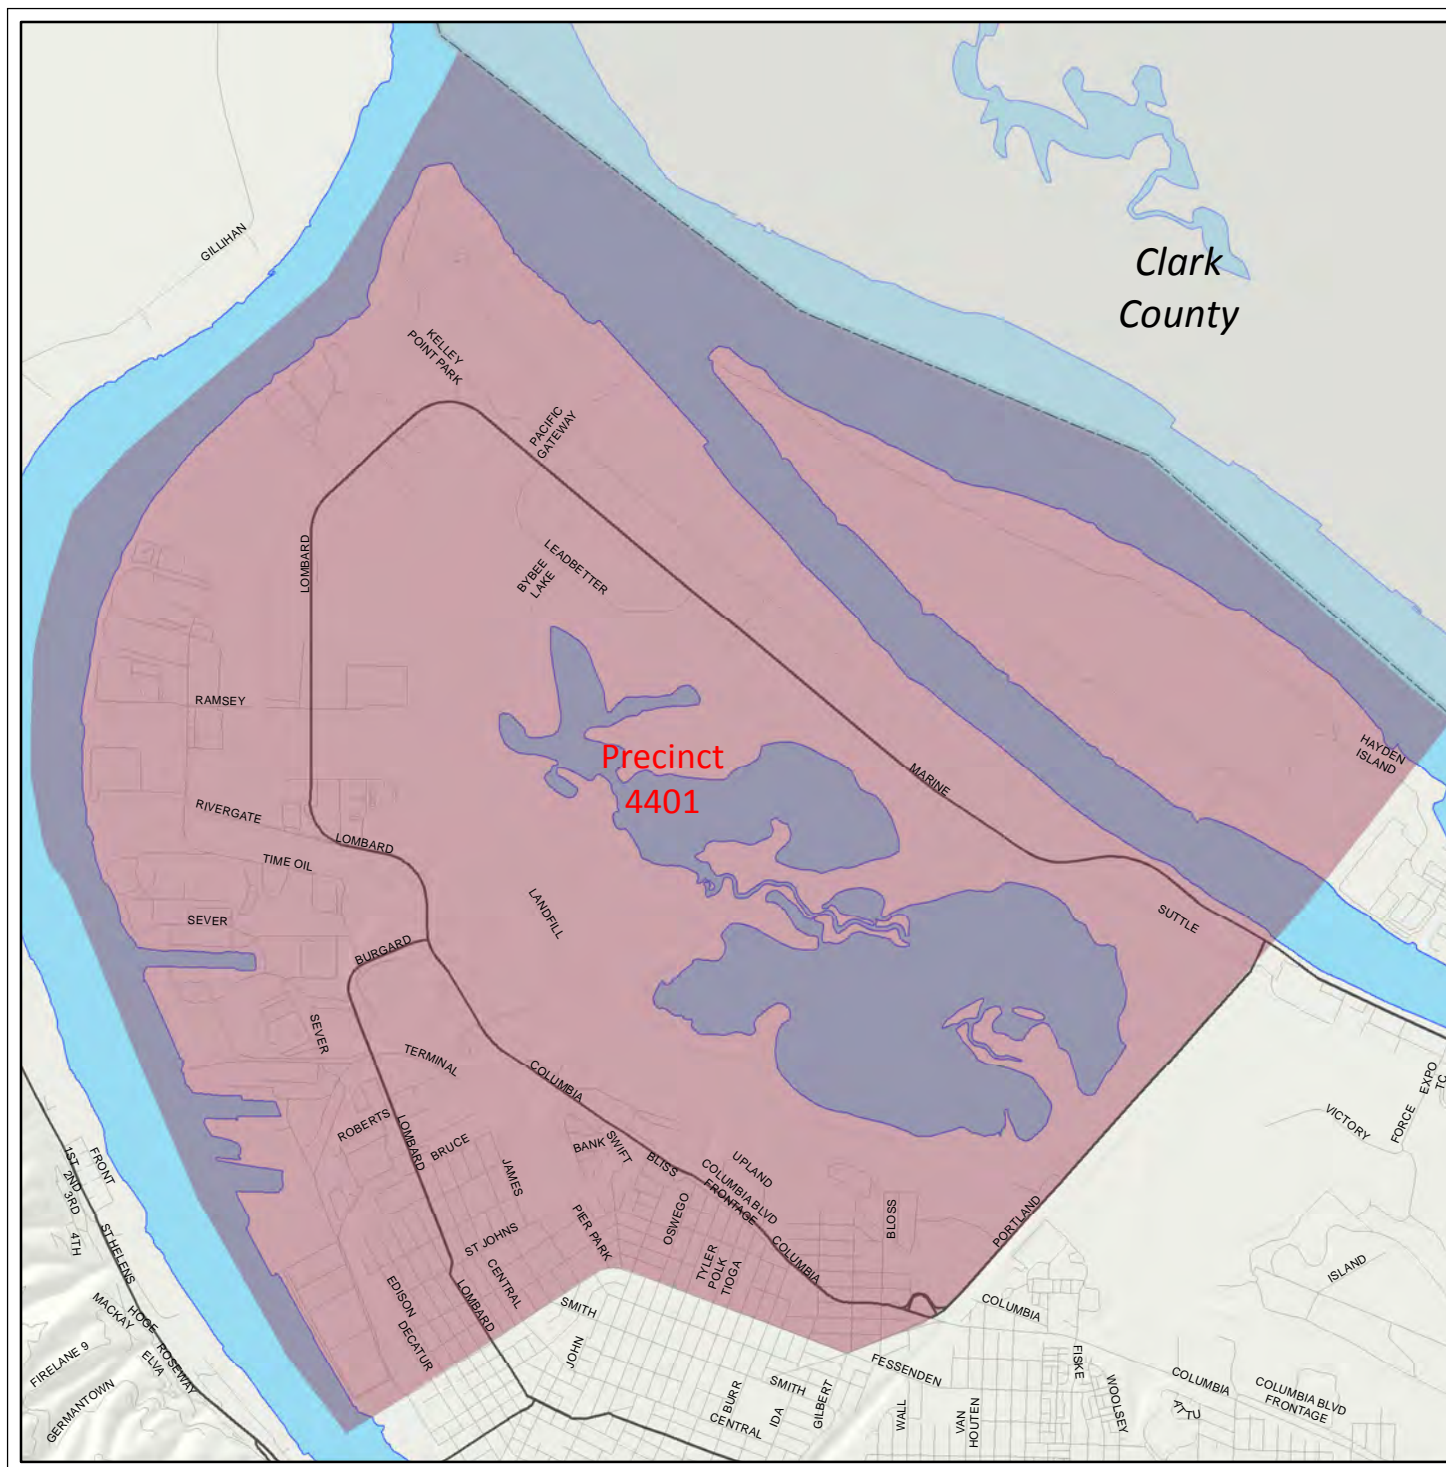 GILLIHAN
Clark
County
KELLEY
POINT PARK
PACIFIC
GATEWAY
LOMBARD
LEADBETTER
BYBEE
LAKE
RAMSEY
Precinct
4401
MARINE
HAYDEN
ISLAND
RIVERGATE
LOMBARD
TIME OIL
SEVER
LANDFILL
SUTTLE
BURGARD
SEVER
TERMINAL
COLUMBIA
EXPO
TC
FORCE
VICTORY
ROBERTS
LOMBARD
BRUCE
BANK
SWIFT
BLISS
UPLAND
COLUMBIA BLVD
FRONTAGE
JAMES
FRONT
1ST
2ND
3RD
4TH
OSWEGO
PIER PARK
BLOSS
PORTLAND
ST JOHNS
ST HELENS
TYLER
POLK
TIOGA
COLUMBIA
ISLAND
CENTRAL
EDISON
LOMBARD
DECATUR
SMITH
COLUMBIA
MACKAY
HOGE
ROSEWAY
ELVA
FIRELANE 9
GERMANTOWN
JOHN
FESSENDEN
FISKE
SMITH
BURR
IDA
GILBERT
CENTRAL
WALL
VAN
HOUTEN
WOOLSEY
COLUMBIA
COLUMBIA BLVD
FRONTAGE
ATTU